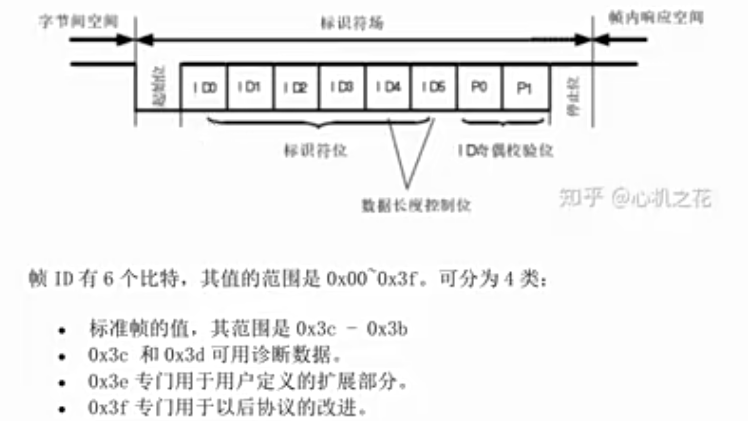 字节间空间 标识符场 帧内响应空间
起始位 ID0 ID1 ID2 ID3 ID4 ID5 P0 P1 停止位
标识符位 ID奇偶校验位
数据长度控制位
知乎 @心机之花
帧 ID 有 6 个比特，其值的范围是 0x00~0x3f。可分为 4 类：
• 标准帧的值，其范围是 0x3c - 0x3b
• 0x3c 和 0x3d 可用诊断数据。
• 0x3e 专门用于用户定义的扩展部分。
• 0x3f 专门用于以后协议的改进。